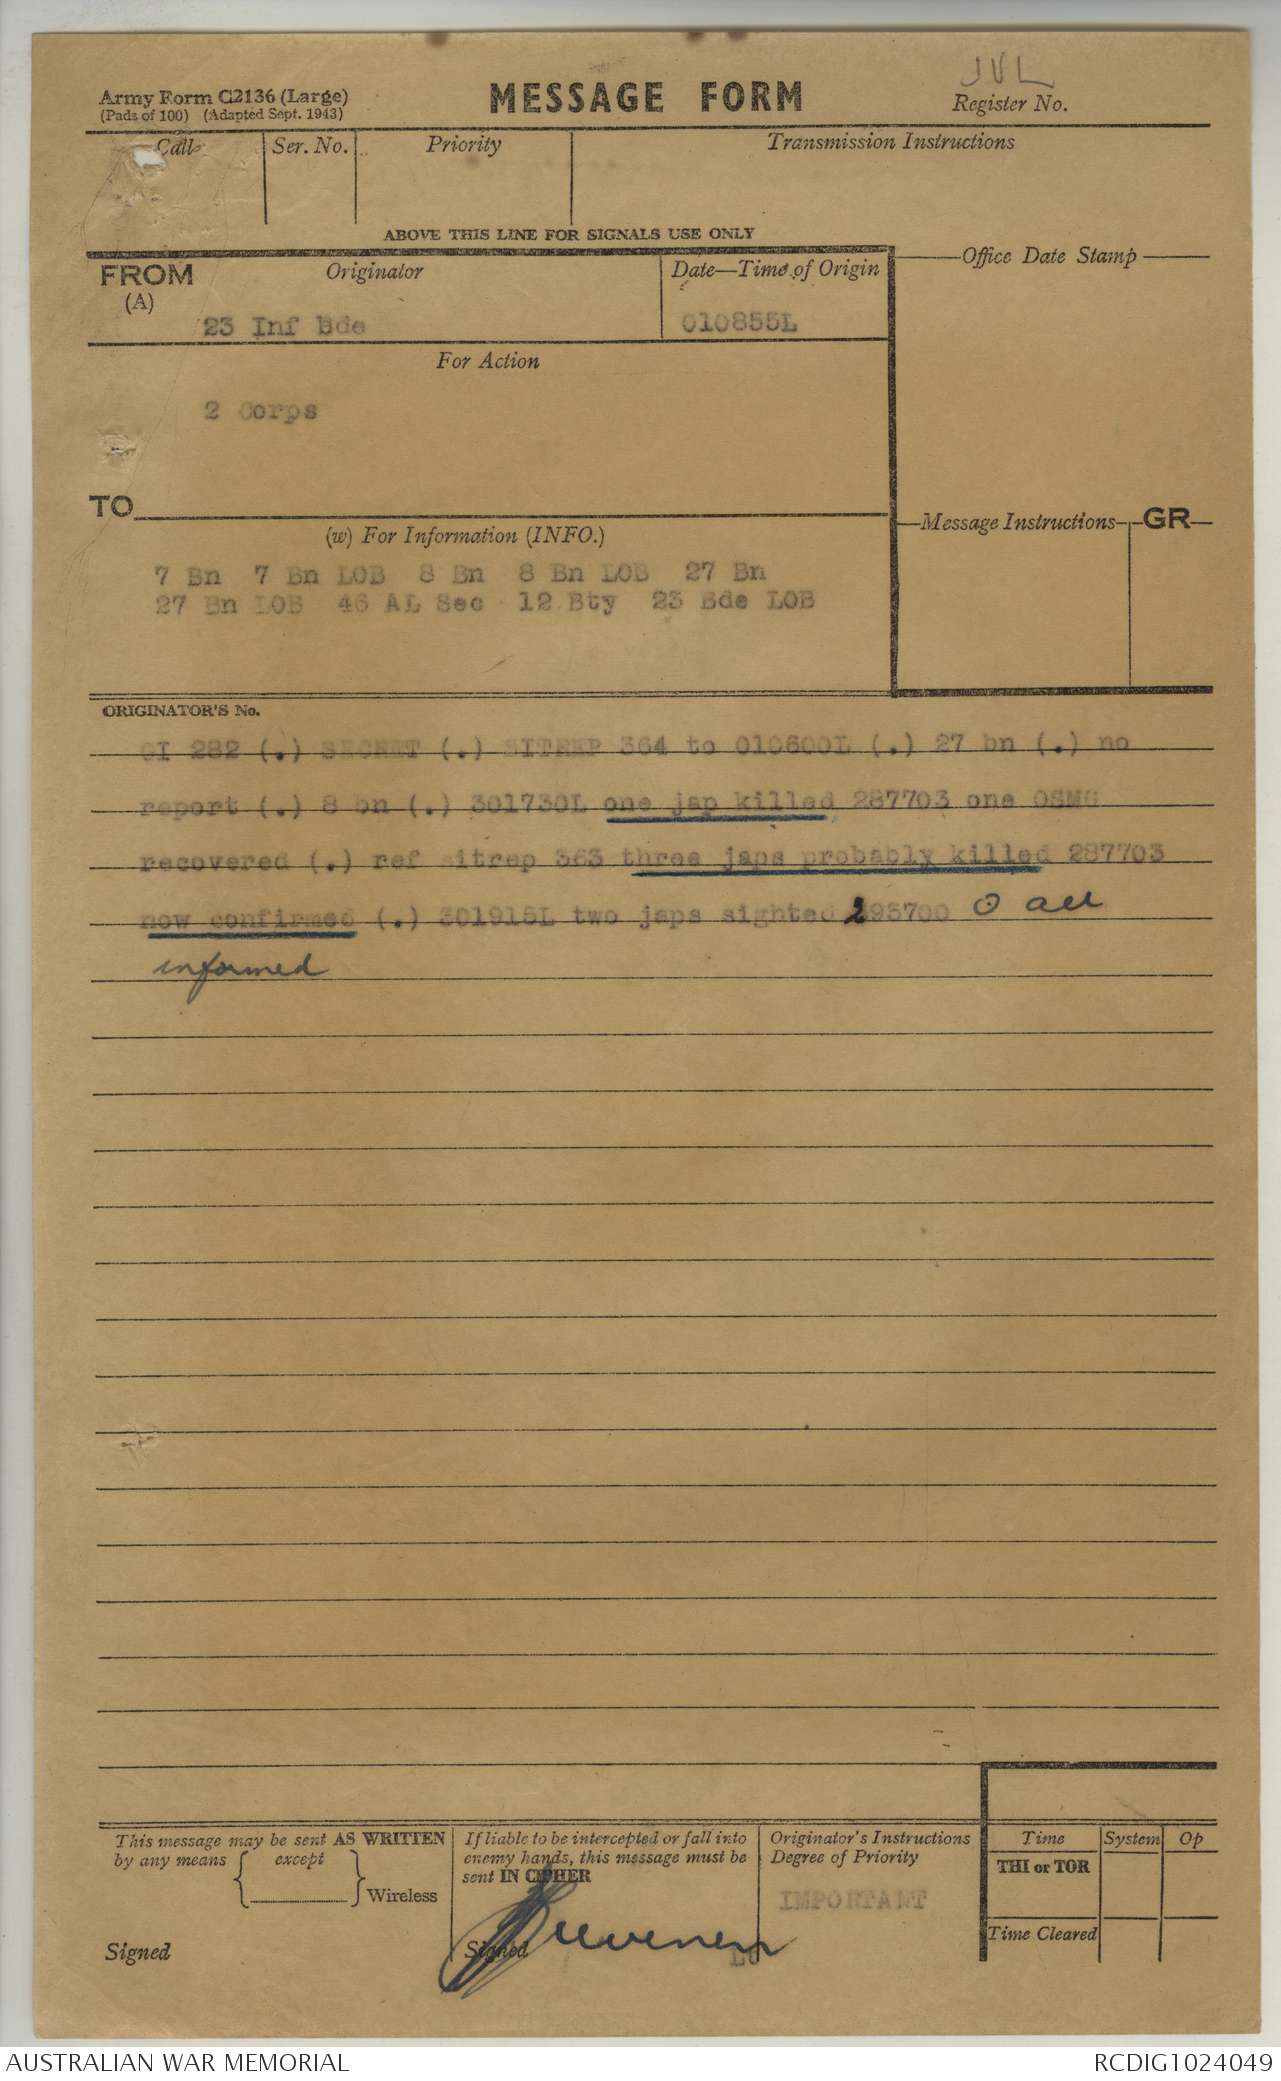 JVL
Army Form C2136 (Large)
(Pads of 100) (Adapted Sept. 1943)
MESSAGE FORM
Register No.
Call
Ser. No.
Priority
Transmission Instructions
ABOVE THIS LINE FOR SIGNALS USE ONLY
FROM
(A)
Originator
Date—Time of Origin
Office Date Stamp
23 Inf Bde
010855L
For Action
2 Corps
TO
(w) For Information (INFO.)
Message Instructions
GR
7 Bn 7 Bn LOB 8 Bn 8 Bn LOB 27 Bn
27 Bn LOB 46 AL Sec 12 Bty 23 Bde LOB
ORIGINATOR'S No.
GI 282 (.) SECRET (.) SITREP 364 to 010600L (.) 27 bn (.) no
report (.) 8 bn (.) 301730L one jap killed 287703 one OSMG
recovered (.) ref sitrep 363 three japs probably killed 287703
now confirmed (.) 301915L two japs sighted 293700 ⊙ all
informed
This message may be sent AS WRITTEN
by any means { except } Wireless
Signed
If liable to be intercepted or fall into
enemy hands, this message must be
sent IN CIPHER
Signed
Originator's Instructions
Degree of Priority
IMPORTANT
Time
System
Op
THI or TOR
Time Cleared
AUSTRALIAN WAR MEMORIAL
RCDIG1024049